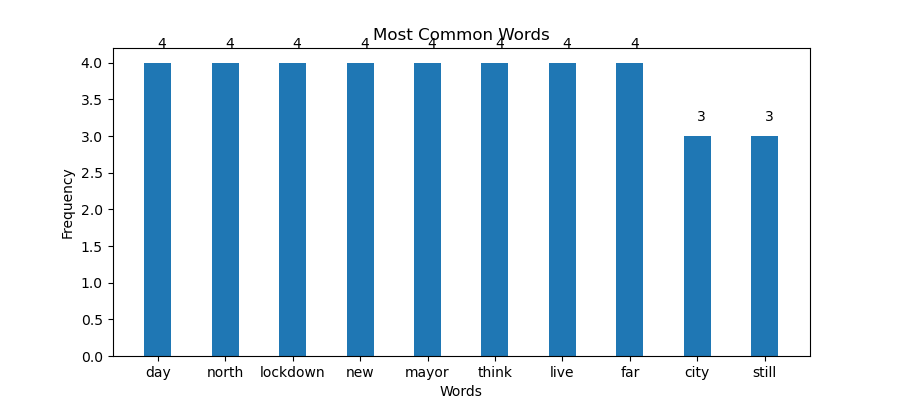 Most Common Words
4 4 4 4 4 4 4 4
3 3
4.0
3.5
3.0
2.5
2.0
1.5
1.0
0.5
0.0
Frequency
day north lockdown new mayor think live far city still
Words